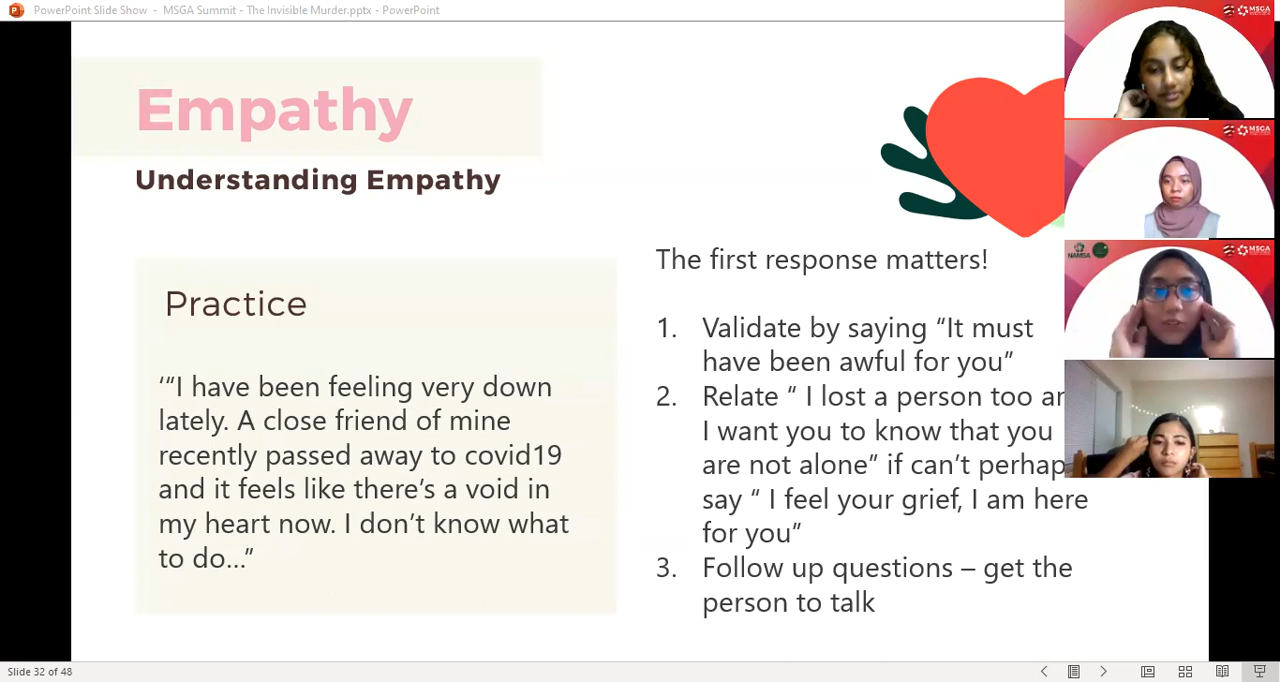 PowerPoint Slide Show - MSGA Summit - The Invisible Murder.pptx - PowerPoint
MSGA
Empathy
Understanding Empathy
MSGA
NAMSA
MSGA
The first response matters!
Practice
1. Validate by saying “It must
have been awful for you”
2. Relate “ I lost a person too
I want you to know that you
are not alone” if can’t perhap
say “ I feel your grief, I am here
for you”
3. Follow up questions – get the
person to talk
‘“I have been feeling very down
lately. A close friend of mine
recently passed away to covid19
and it feels like there’s a void in
my heart now. I don’t know what
to do...”
Slide 32 of 48